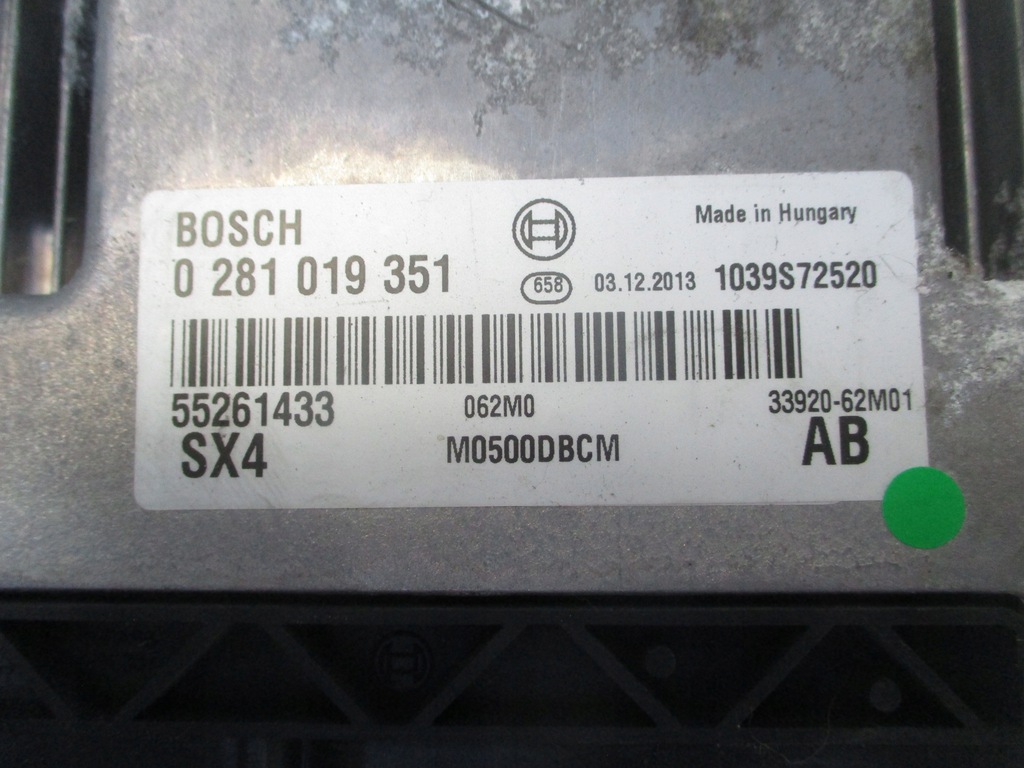 BOSCH
Made in Hungary
0 281 019 351
658 03.12.2013 1039S72520
55261433 062M0 33920-62M01
SX4 M0500DBCM AB